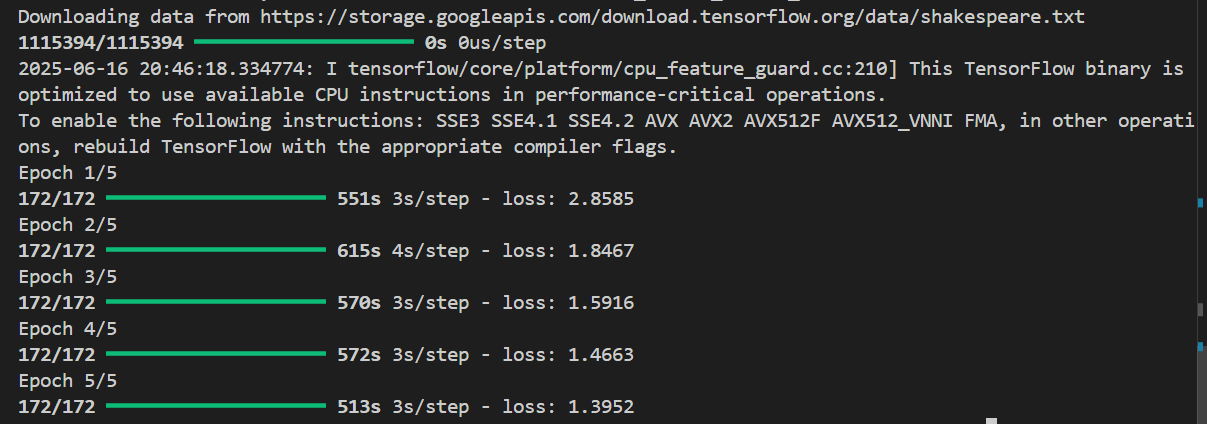 Downloading data from https://storage.googleapis.com/download.tensorflow.org/data/shakespeare.txt
1115394/1115394 0s 0us/step
2025-06-16 20:46:18.334774: I tensorflow/core/platform/cpu_feature_guard.cc:210] This TensorFlow binary is
optimized to use available CPU instructions in performance-critical operations.
To enable the following instructions: SSE3 SSE4.1 SSE4.2 AVX AVX2 AVX512F AVX512_VNNI FMA, in other operati
ons, rebuild TensorFlow with the appropriate compiler flags.
Epoch 1/5
172/172 551s 3s/step - loss: 2.8585
Epoch 2/5
172/172 615s 4s/step - loss: 1.8467
Epoch 3/5
172/172 570s 3s/step - loss: 1.5916
Epoch 4/5
172/172 572s 3s/step - loss: 1.4663
Epoch 5/5
172/172 513s 3s/step - loss: 1.3952